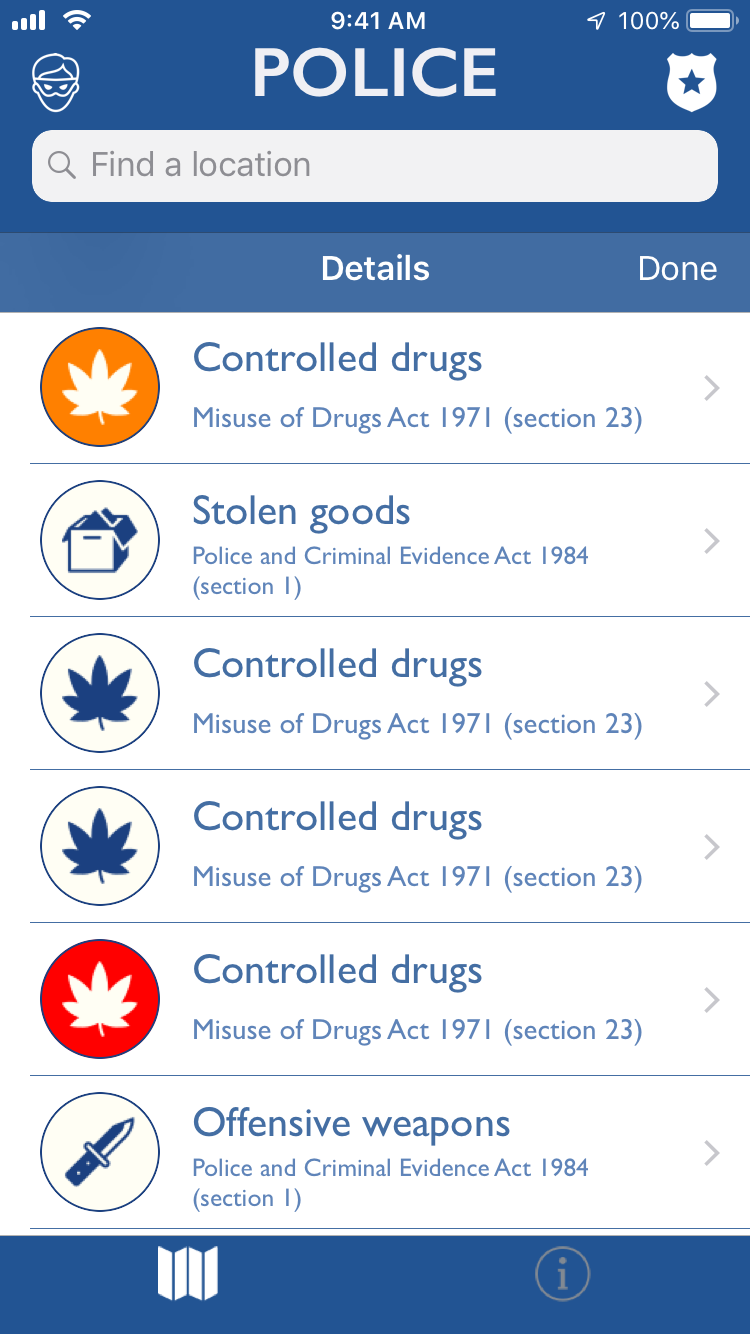 9:41 AM
100%
POLICE
Find a location
Details
Done
Controlled drugs
Misuse of Drugs Act 1971 (section 23)
Stolen goods
Police and Criminal Evidence Act 1984
(section 1)
Controlled drugs
Misuse of Drugs Act 1971 (section 23)
Controlled drugs
Misuse of Drugs Act 1971 (section 23)
Controlled drugs
Misuse of Drugs Act 1971 (section 23)
Offensive weapons
Police and Criminal Evidence Act 1984
(section 1)